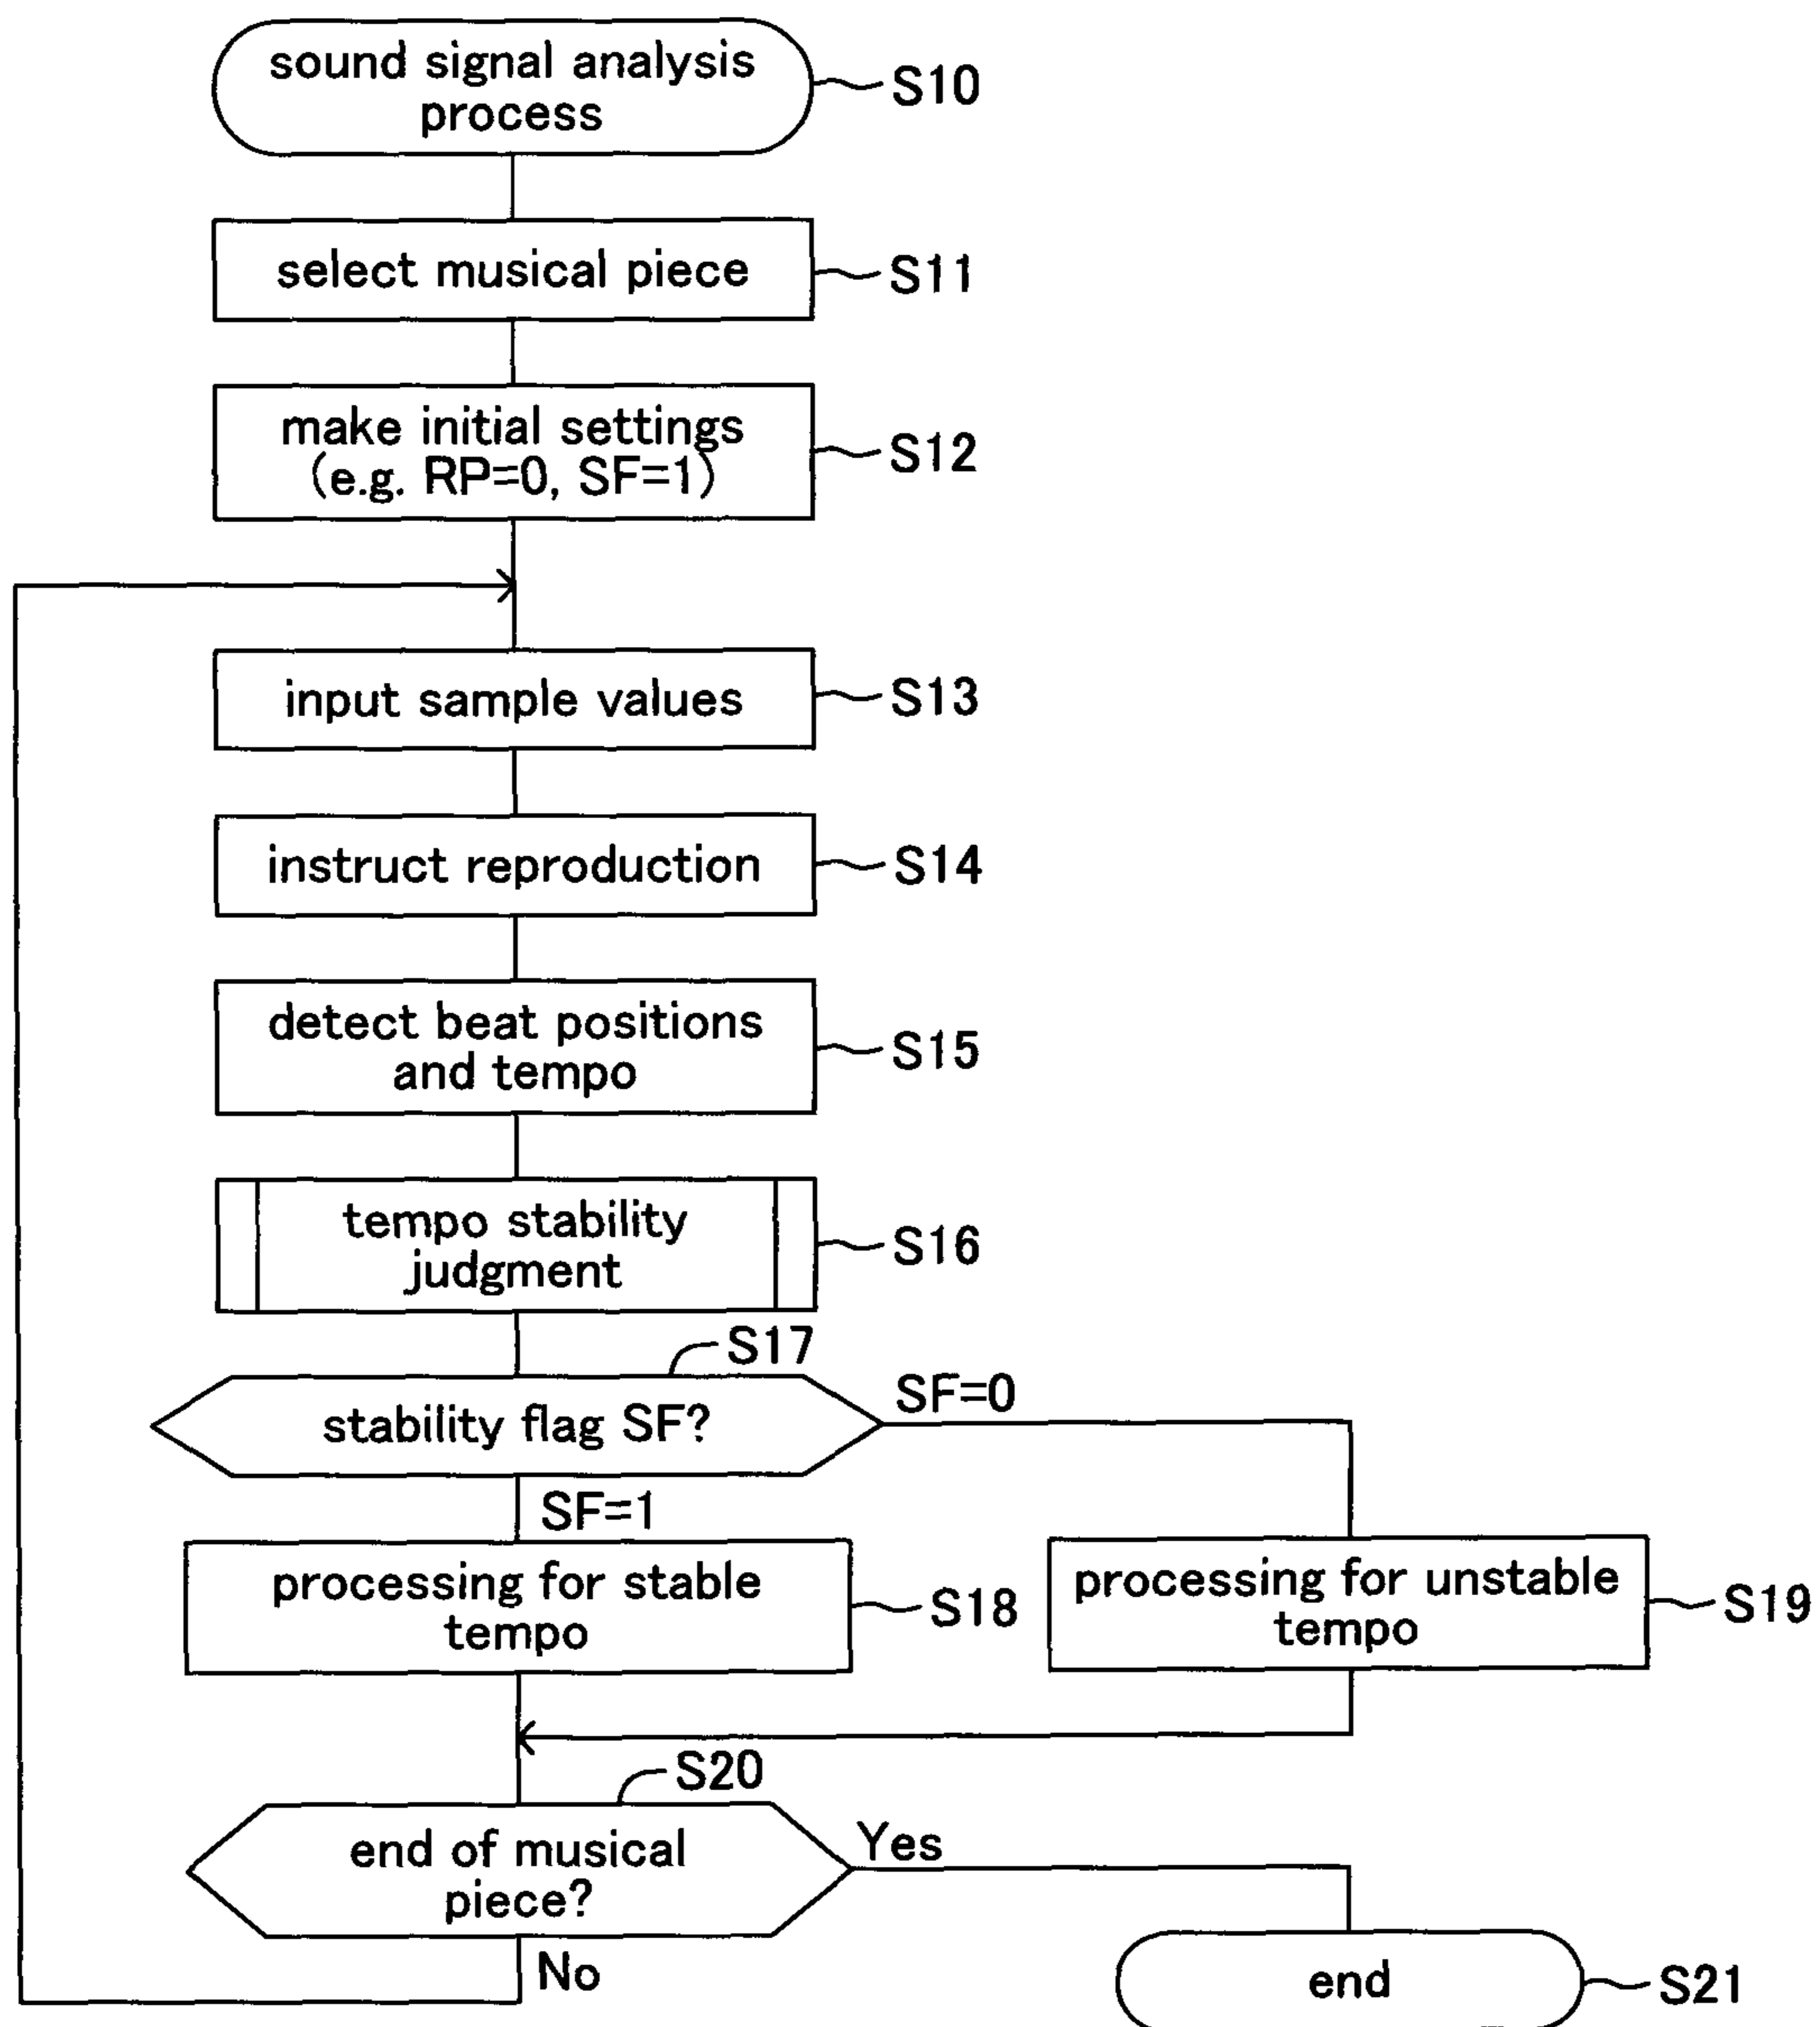 sound signal analysis
process
S10
select musical piece
S11
make initial settings
(e.g. RP=0, SF=1)
S12
input sample values
S13
instruct reproduction
S14
detect beat positions
and tempo
S15
tempo stability
judgment
S16
S17
stability flag SF?
SF=0
SF=1
processing for stable
tempo
S18
processing for unstable
tempo
S19
S20
end of musical
piece?
Yes
No
end
S21